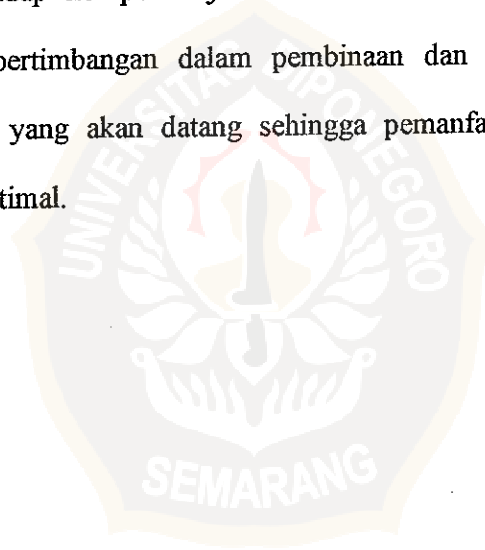 pertimbangan dalam pembinaan dan
yang akan datang sehingga pemanfa
timal.
UNIVERSITAS DIPONEGORO
SEMARANG